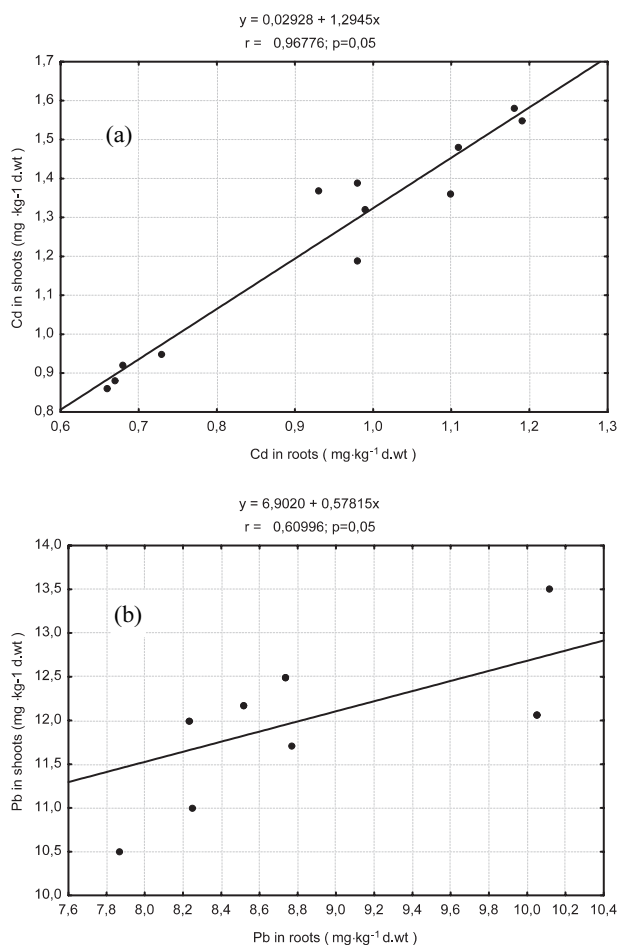 y = 0,02928 + 1,2945x
r = 0,96776; p=0,05
1,7
1,6
1,5
1,4
1,3
1,2
1,1
1,0
0,9
0,8
Cd in shoots (mg ·kg-1 d.wt )
(a)
0,6 0,7 0,8 0,9 1,0 1,1 1,2 1,3
Cd in roots ( mg·kg-1 d.wt )
y = 6,9020 + 0,57815x
r = 0,60996; p=0,05
14,0
13,5
13,0
12,5
12,0
11,5
11,0
10,5
10,0
Pb in shoots (mg ·kg-1 d.wt )
(b)
7,6 7,8 8,0 8,2 8,4 8,6 8,8 9,0 9,2 9,4 9,6 9,8 10,0 10,2 10,4
Pb in roots ( mg·kg-1 d.wt )